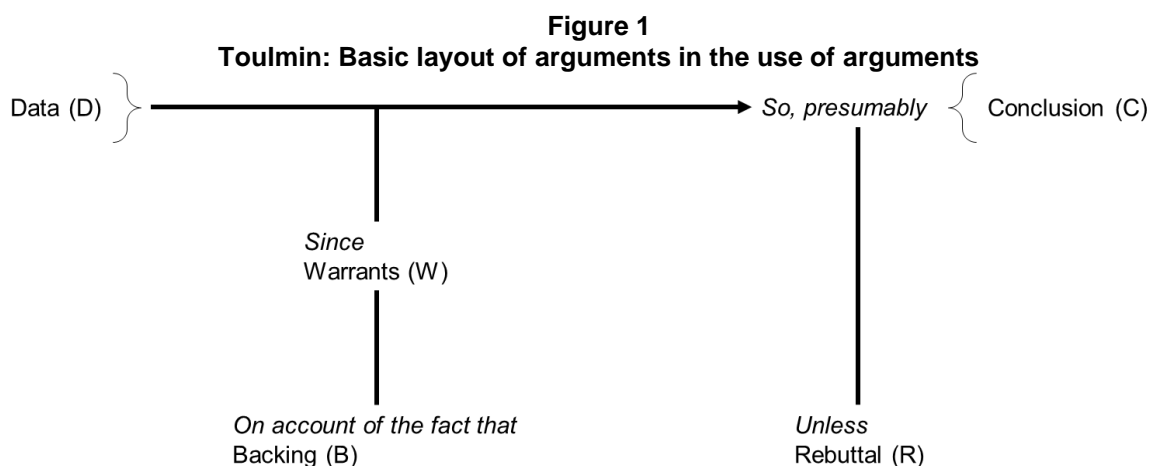 Figure 1
Toulmin: Basic layout of arguments in the use of arguments
Data (D)
So, presumably
Conclusion (C)
Since
Warrants (W)
On account of the fact that
Backing (B)
Unless
Rebuttal (R)